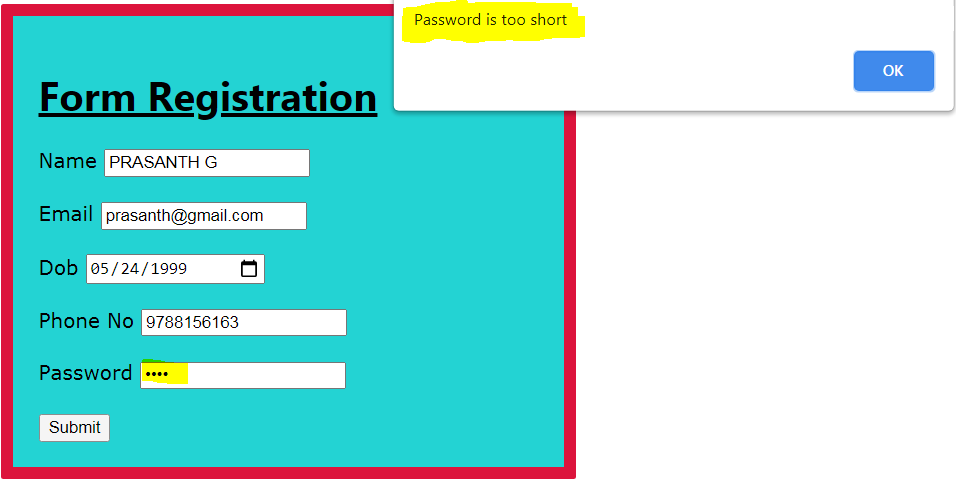 Password is too short
OK
Form Registration
Name PRASANTH G
Email prasanth@gmail.com
Dob 05/24/1999
Phone No 9788156163
Password ••••
Submit